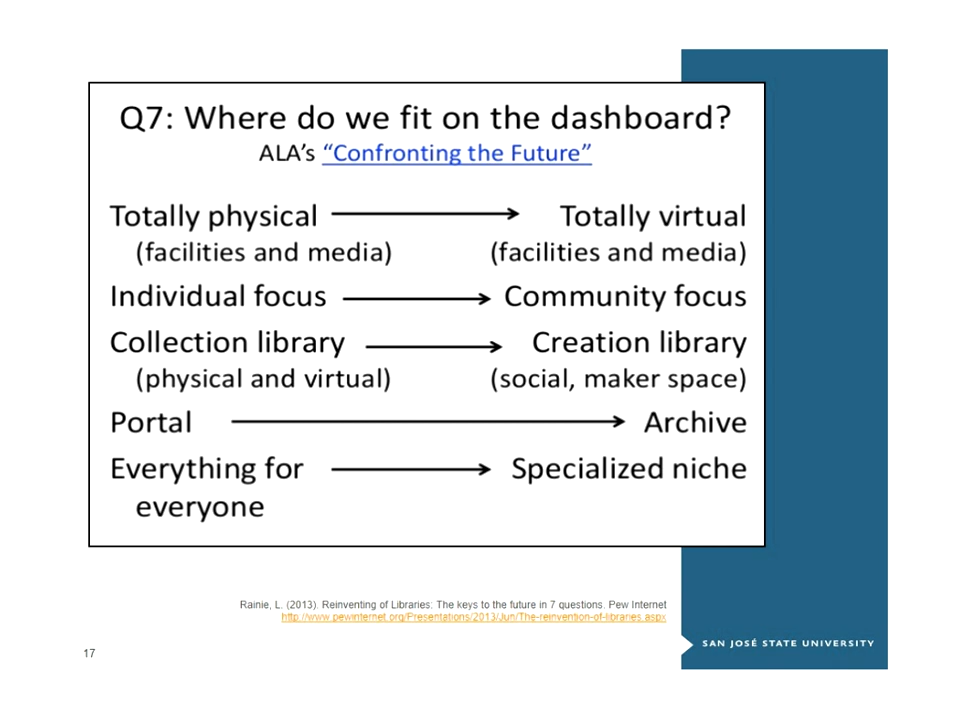 Q7: Where do we fit on the dashboard?
ALA's "Confronting the Future"
Totally physical Totally virtual
(facilities and media) (facilities and media)
Individual focus Community focus
Collection library Creation library
(physical and virtual) (social, maker space)
Portal Archive
Everything for Specialized niche
everyone
Rainie, L. (2013). Reinventing of Libraries: The keys to the future in 7 questions. Pew Internet
http://www.pewinternet.org/Presentations/2013/Jun/The-reinvention-of-libraries.aspx
SAN JOSÉ STATE UNIVERSITY
17